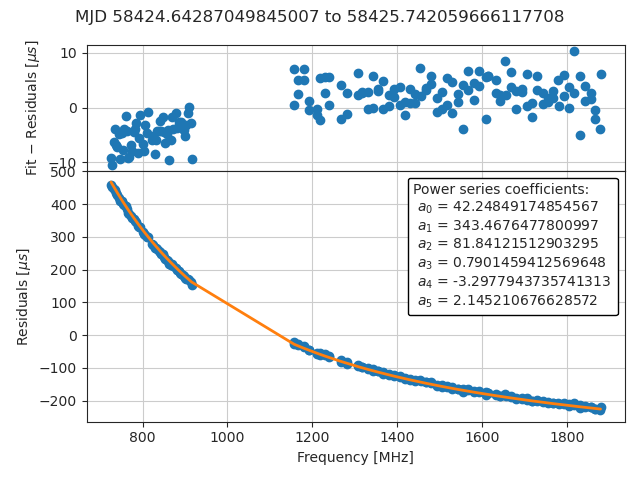 MJD 58424.64287049845007 to 58425.742059666117708
Fit − Residuals [μs]
10
0
−10
Residuals [μs]
500
400
300
200
100
0
−100
−200
Power series coefficients:
a0 = 42.24849174854567
a1 = 343.4676477800997
a2 = 81.84121512903295
a3 = 0.7901459412569648
a4 = -3.2977943735741313
a5 = 2.145210676628572
800
1000
1200
1400
1600
1800
Frequency [MHz]